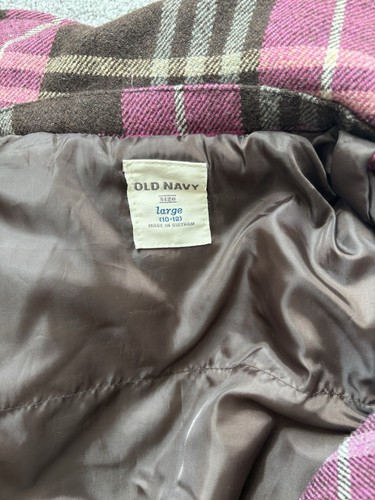 OLD NAVY
SIZE
large
(10-12)
MADE IN VIETNAM